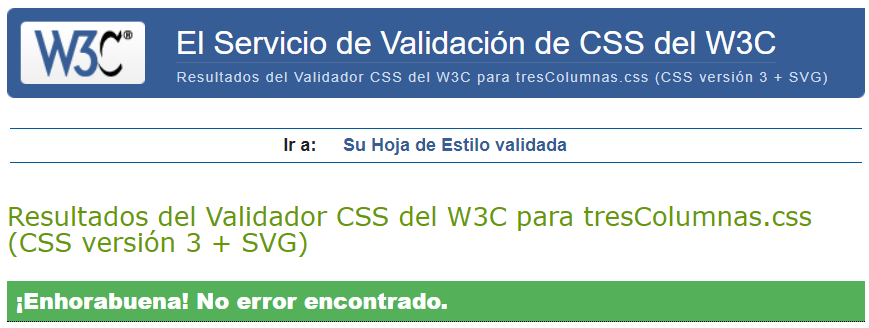 W3C®
El Servicio de Validación de CSS del W3C
Resultados del Validador CSS del W3C para tresColumnas.css (CSS versión 3 + SVG)
Ir a: Su Hoja de Estilo validada
Resultados del Validador CSS del W3C para tresColumnas.css
(CSS versión 3 + SVG)
¡Enhorabuena! No error encontrado.